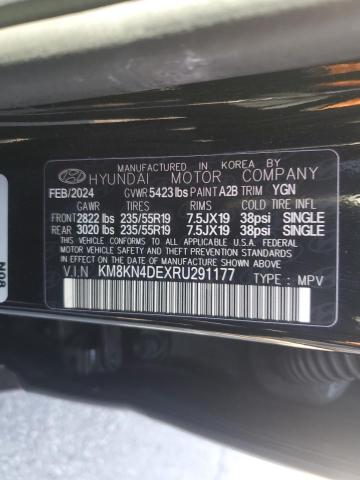 MANUFACTURED IN KOREA BY
HYUNDAI MOTOR COMPANY
FEB/2024 GVWR 5423 lbs PAINT A2B TRIM YGN
GAWR TIRES RIMS COLD TIRE INFL
FRONT 2822 lbs 235/55R19 7.5JX19 38psi SINGLE
REAR 3020 lbs 235/55R19 7.5JX19 38psi SINGLE
THIS VEHICLE CONFORMS TO ALL APPLICABLE
U.S. FEDERAL MOTOR VEHICLE SAFETY, BUMPER,
AND THEFT PREVENTION STANDARDS IN EFFECT ON
THE DATE OF MANUFACTURE SHOWN ABOVE.
V.I.N KM8KN4DEXRU291177 TYPE : MPV